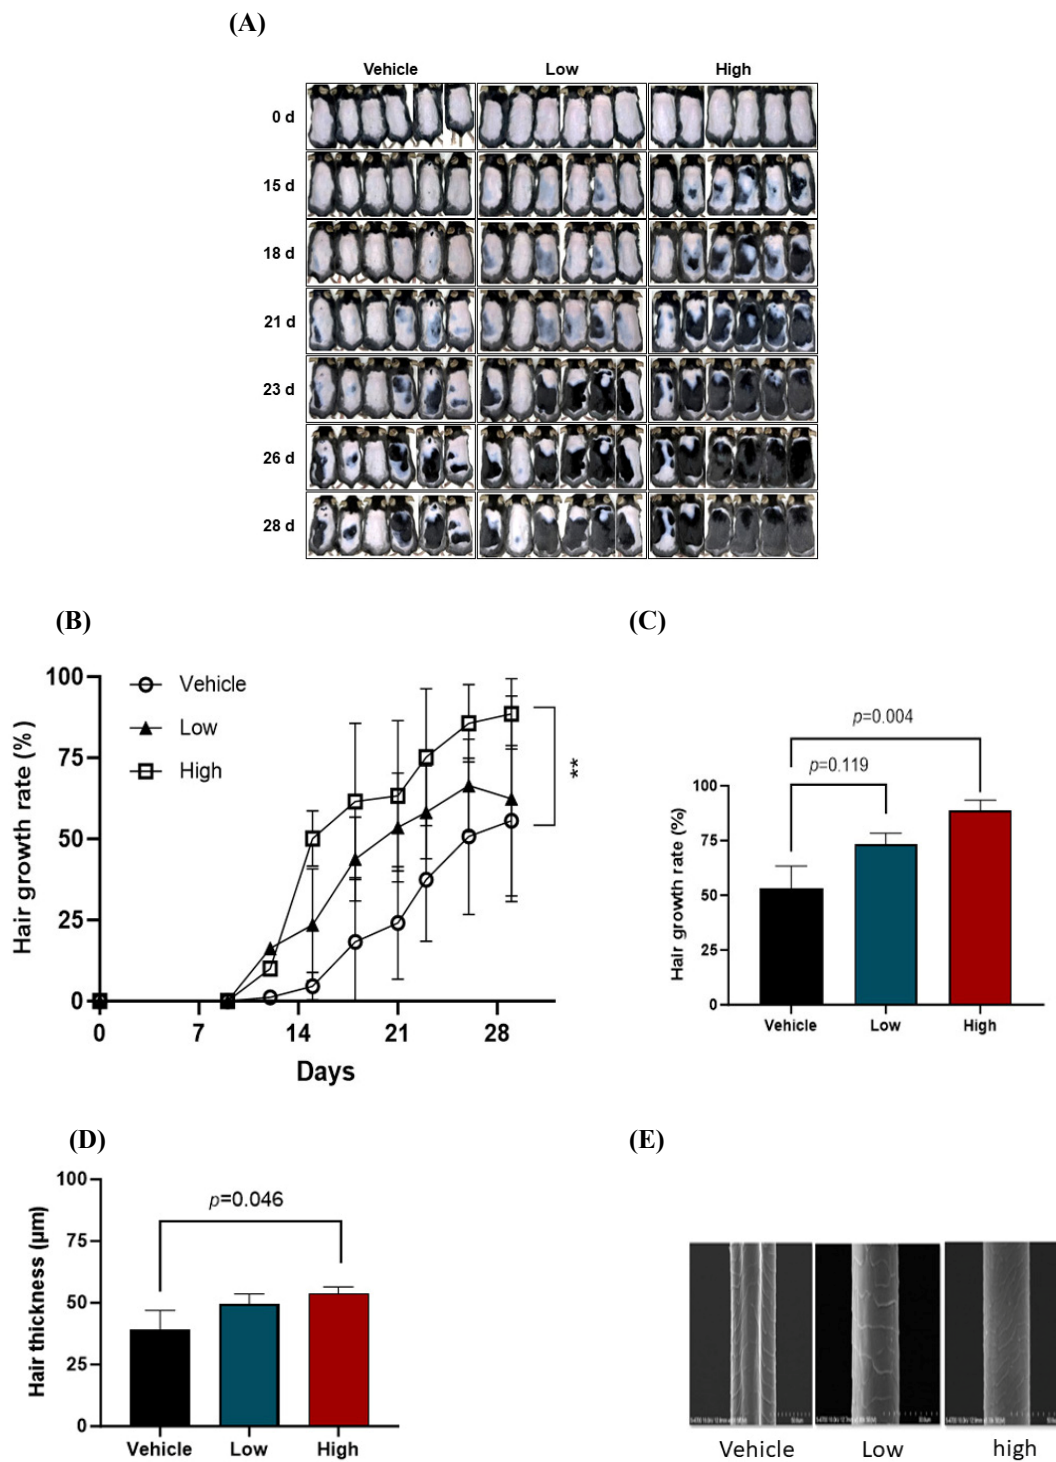 (A)
Vehicle Low High
0 d
15 d
18 d
21 d
23 d
26 d
28 d
(B)
Hair growth rate (%)
100
75
50
25
0
0 7 14 21 28
Days
Vehicle
Low
High
**
(C)
Hair growth rate (%)
100
75
50
25
0
p=0.004
p=0.119
Vehicle Low High
(D)
Hair thickness (μm)
100
75
50
25
0
p=0.046
Vehicle Low High
(E)
Vehicle Low high